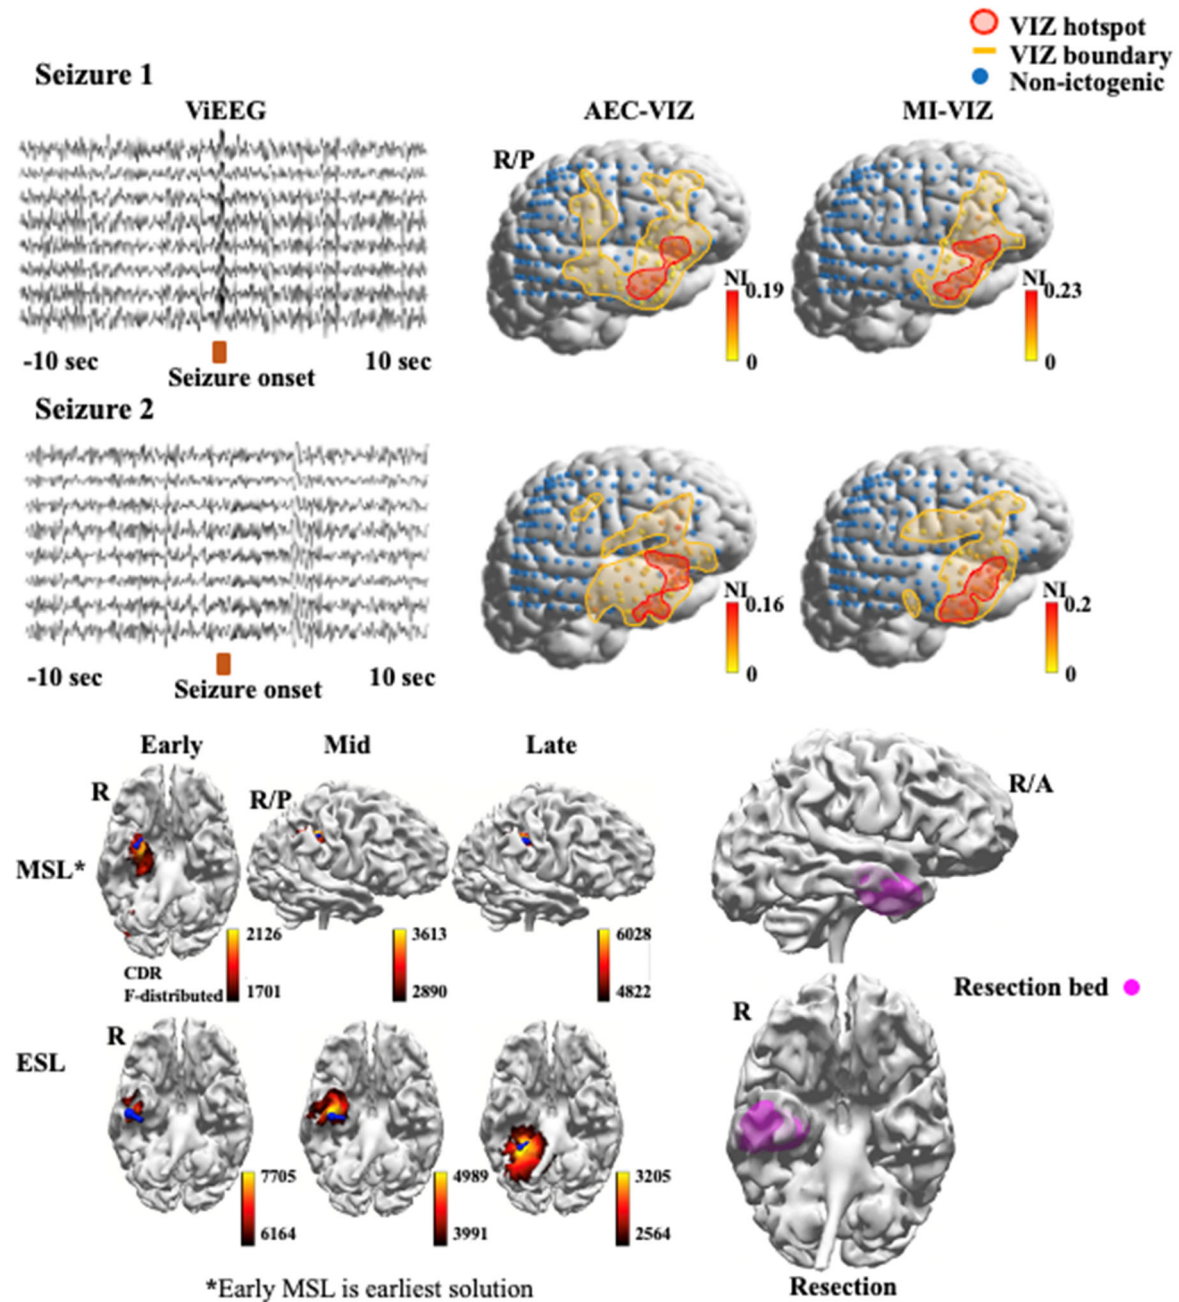 VIZ hotspot
VIZ boundary
Non-ictogenic
Seizure 1
ViEEG
AEC-VIZ
MI-VIZ
R/P
NI
0.19
0
NI
0.23
0
-10 sec
10 sec
Seizure onset
Seizure 2
NI
0.16
0
NI
0.2
0
-10 sec
10 sec
Seizure onset
Early
Mid
Late
R
R/P
R/A
MSL*
2126
1701
3613
2890
6028
4822
CDR
F-distributed
Resection bed
R
R
ESL
7705
6164
4989
3991
3205
2564
*Early MSL is earliest solution
Resection